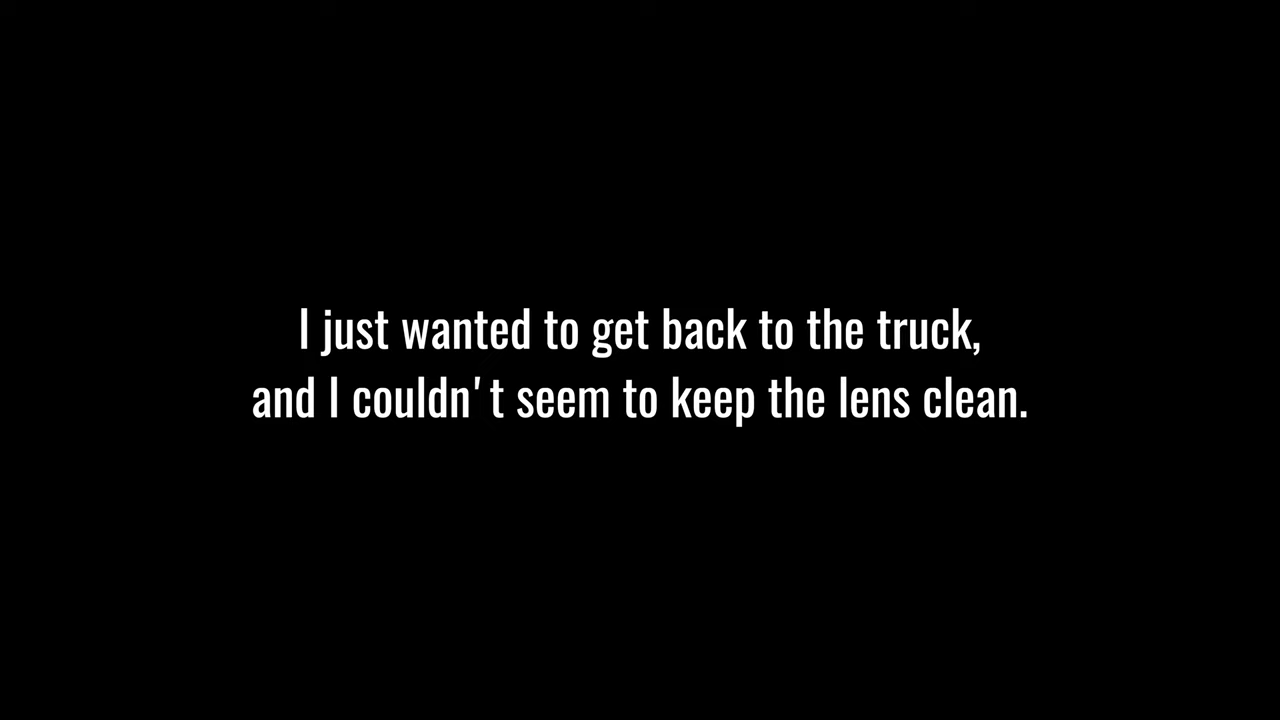 I just wanted to get back to the truck,
and I couldn't seem to keep the lens clean.